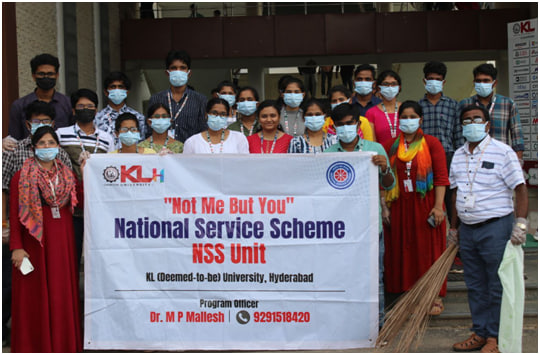 KL
KLH
UNIVERSITY
"Not Me But You"
National Service Scheme
NSS Unit
KL (Deemed-to-be) University, Hyderabad
Program Officer
Dr. M P Mallesh | 9291518420